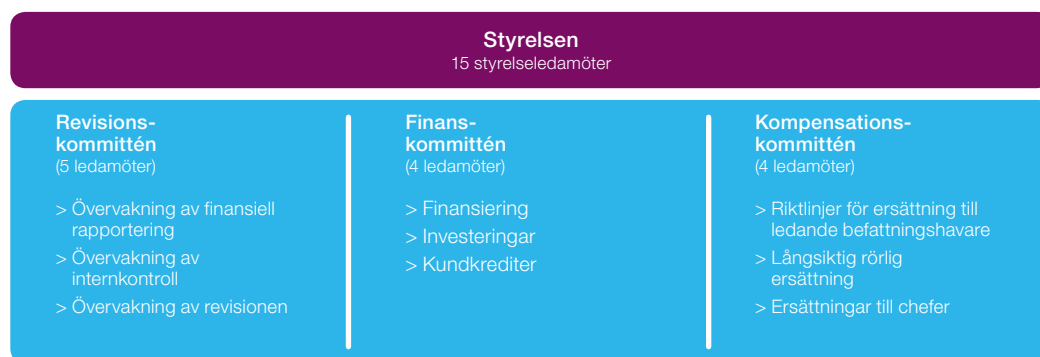 Styrelsen
15 styrelseledamöter
Revisions-
kommittén
(5 ledamöter)
> Övervakning av finansiell
rapportering
> Övervakning av
internkontroll
> Övervakning av revisionen
Finans-
kommittén
(4 ledamöter)
> Finansiering
> Investeringar
> Kundkrediter
Kompensations-
kommittén
(4 ledamöter)
> Riktlinjer för ersättning till
ledande befattningshavare
> Långsiktig rörlig
ersättning
> Ersättningar till chefer